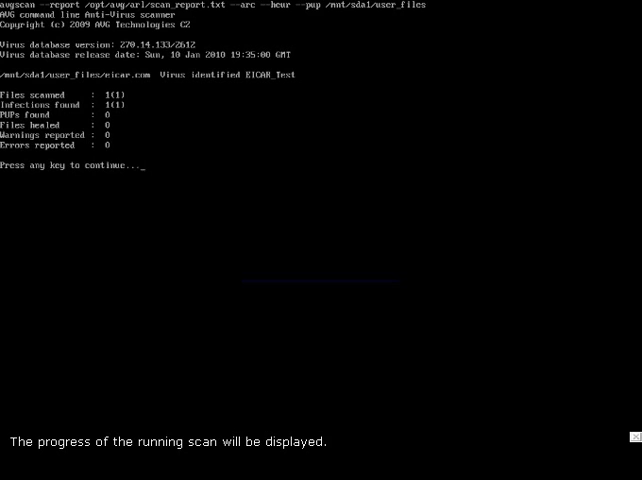 avgscan --report /opt/avg/arl/scan_report.txt --arc --heur --pup /mnt/sda1/user_files
AVG command line Anti-Virus scanner
Copyright (c) 2009 AVG Technologies CZ
Virus database version: 270.14.133/2612
Virus database release date: Sun, 10 Jan 2010 19:35:00 GMT
/mnt/sda1/user_files/eicar.com  Virus identified EICAR_Test
Files scanned     :  1(1)
Infections found  :  1(1)
PUPs found        :  0
Files healed      :  0
Warnings reported :  0
Errors reported   :  0
Press any key to continue..._
The progress of the running scan will be displayed.